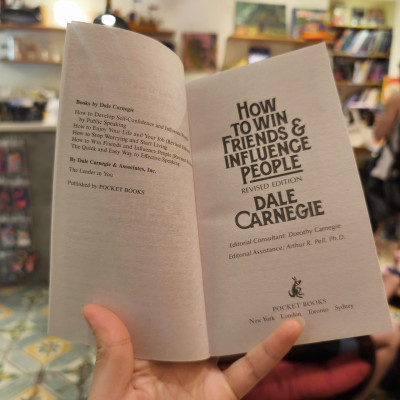 Books by Dale Carnegie
How to Develop Self-Confidence and Influence People
by Public Speaking
How to Enjoy Your Life and Your Job (Revised Edition)
How to Stop Worrying and Start Living
How to Win Friends and Influence People (Revised Edition)
The Quick and Easy Way to Effective Speaking
By Dale Carnegie & Associates, Inc.
The Leader in You
Published by POCKET BOOKS
HOW
TO WIN
FRIENDS &
INFLUENCE
PEOPLE
REVISED EDITION
DALE
CARNEGIE
Editorial Consultant: Dorothy Carnegie
Editorial Assistance: Arthur R. Pell, Ph.D.
POCKET BOOKS
New York London Toronto Sydney